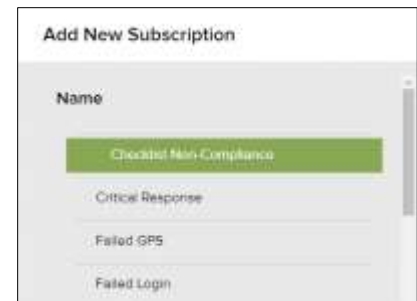 Add New Subscription
Name
Checklist Non-Compliance
Critical Response
Failed GPS
Failed Login